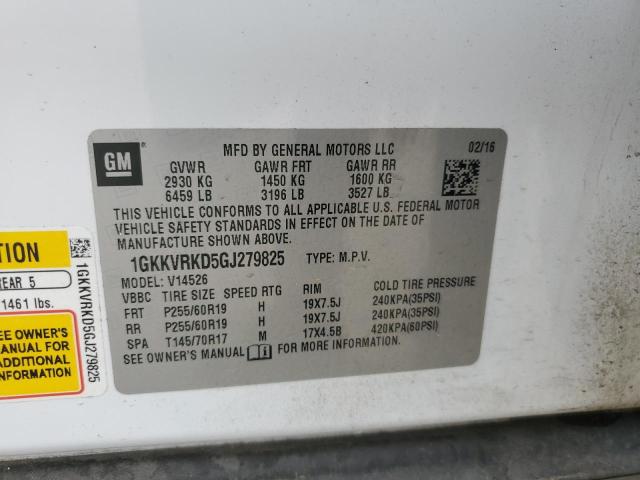 GM
MFD BY GENERAL MOTORS LLC 02/16
GVWR GAWR FRT GAWR RR
2930 KG 1450 KG 1600 KG
6459 LB 3196 LB 3527 LB
THIS VEHICLE CONFORMS TO ALL APPLICABLE U.S. FEDERAL MOTOR
VEHICLE SAFETY STANDARDS IN EFFECT ON THE DATE OF
MANUFACTURE SHOWN ABOVE.
1GKKVRKD5GJ279825 TYPE: M.P.V.
MODEL: V14526
VBBC TIRE SIZE SPEED RTG RIM COLD TIRE PRESSURE
FRT P255/60R19 H 19X7.5J 240KPA(35PSI)
RR P255/60R19 H 19X7.5J 240KPA(35PSI)
SPA T145/70R17 M 17X4.5B 420KPA(60PSI)
SEE OWNER'S MANUAL FOR MORE INFORMATION.
TION
REAR 5
1461 lbs.
SEE OWNER'S
MANUAL FOR
ADDITIONAL
INFORMATION
1GKKVRKD5GJ279825